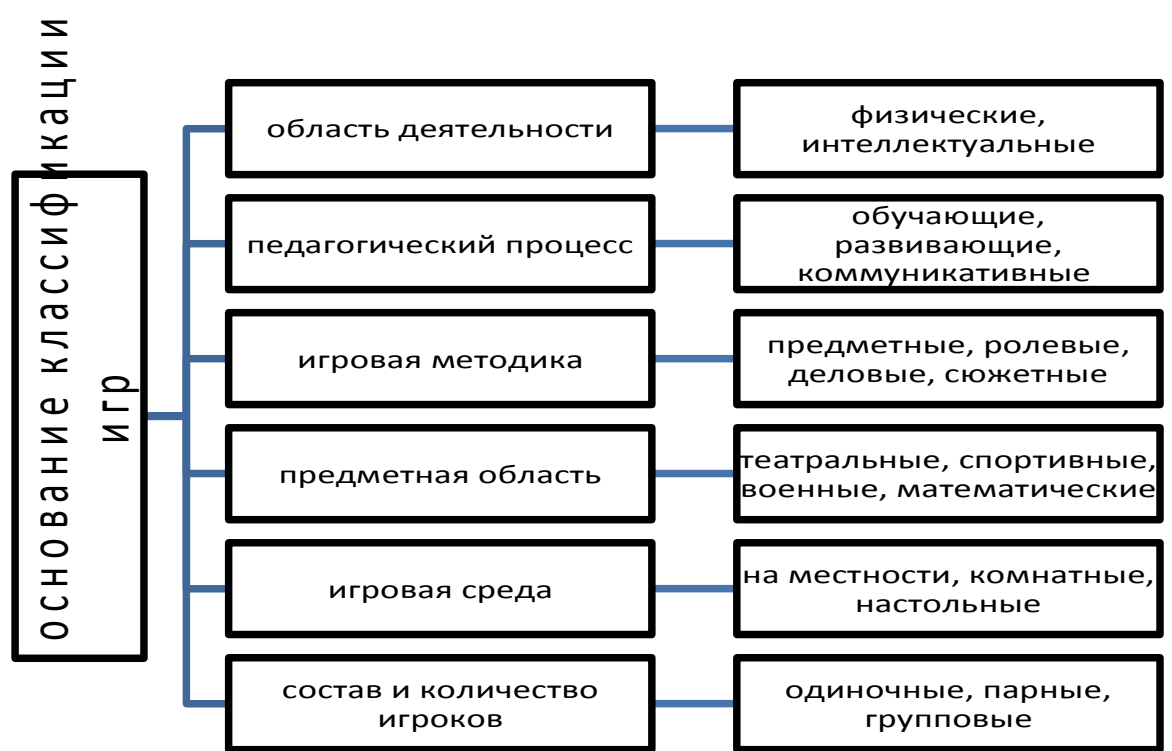 основание классификации
игр
область деятельности
физические,
интеллектуальные
педагогический процесс
обучающие,
развивающие,
коммуникативные
игровая методика
предметные, ролевые,
деловые, сюжетные
предметная область
театральные, спортивные,
военные, математические
игровая среда
на местности, комнатные,
настольные
состав и количество
игроков
одиночные, парные,
групповые